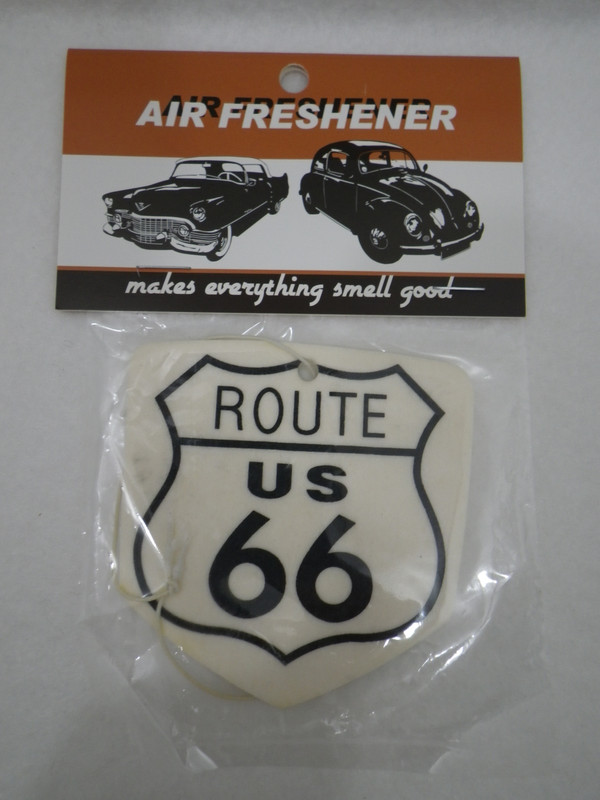 AIR FRESHENER
makes everything smell good
ROUTE
US
66